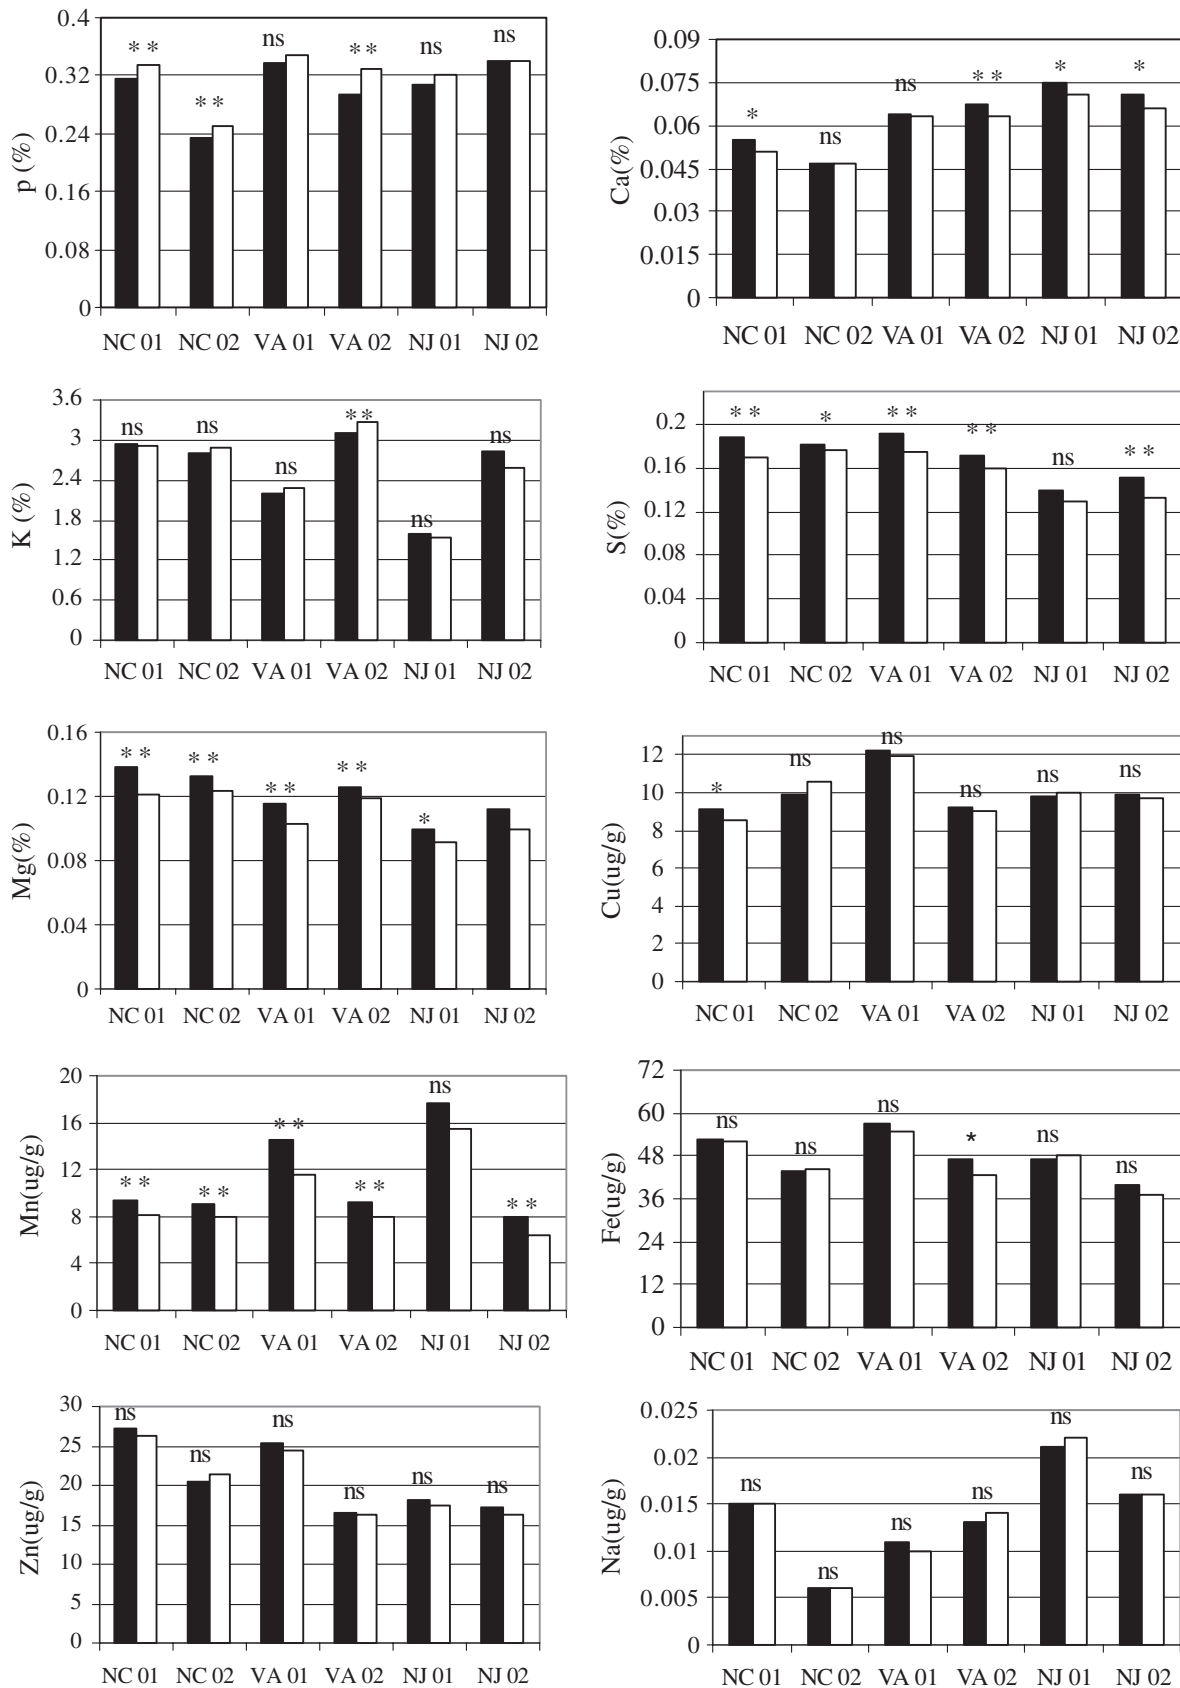 p (%)
0.4
0.32
0.24
0.16
0.08
0
* *
* *
ns
* *
ns
ns
NC 01 NC 02 VA 01 VA 02 NJ 01 NJ 02
Ca(%)
0.09
0.075
0.06
0.045
0.03
0.015
0
*
ns
ns
* *
*
*
NC 01 NC 02 VA 01 VA 02 NJ 01 NJ 02
K (%)
3.6
3
2.4
1.8
1.2
0.6
0
ns
ns
ns
**
ns
ns
NC 01 NC 02 VA 01 VA 02 NJ 01 NJ 02
S(%)
0.2
0.16
0.12
0.08
0.04
0
* *
*
* *
* *
ns
* *
NC 01 NC 02 VA 01 VA 02 NJ 01 NJ 02
Mg(%)
0.16
0.12
0.08
0.04
0
* *
* *
* *
* *
*
NC 01 NC 02 VA 01 VA 02 NJ 01 NJ 02
Cu(ug/g)
12
10
8
6
4
2
0
*
ns
ns
ns
ns
ns
NC 01 NC 02 VA 01 VA 02 NJ 01 NJ 02
Mn(ug/g)
20
16
12
8
4
0
* *
* *
* *
* *
ns
* *
NC 01 NC 02 VA 01 VA 02 NJ 01 NJ 02
Fe(ug/g)
72
60
48
36
24
12
0
ns
ns
ns
*
ns
ns
NC 01 NC 02 VA 01 VA 02 NJ 01 NJ 02
Zn(ug/g)
30
25
20
15
10
5
0
ns
ns
ns
ns
ns
ns
NC 01 NC 02 VA 01 VA 02 NJ 01 NJ 02
Na(ug/g)
0.025
0.02
0.015
0.01
0.005
0
ns
ns
ns
ns
ns
ns
NC 01 NC 02 VA 01 VA 02 NJ 01 NJ 02